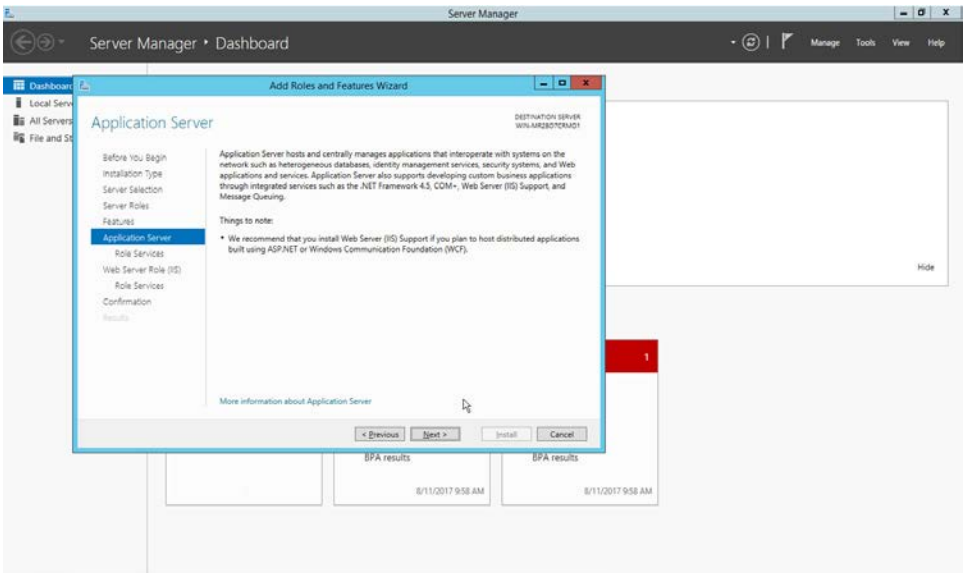 Server Manager
Server Manager • Dashboard
Manage Tools View Help
Dashboard
Local Serv
All Servers
File and St
Add Roles and Features Wizard
Application Server
DESTINATION SERVER
Before You Begin
Installation Type
Server Selection
Server Roles
Features
Application Server
Role Services
Web Server Role (IIS)
Role Services
Confirmation
Results
Application Server hosts and centrally manages applications that interoperate with systems on the
network such as heterogeneous databases, identity management services, security systems, and Web
applications and services. Application Server also supports developing custom business applications
through integrated services such as the .NET Framework 4.5, COM+, Web Server (IIS) Support, and
Message Queuing.
Things to note:
• We recommend that you install Web Server (IIS) Support if you plan to host distributed applications
built using ASP.NET or Windows Communication Foundation (WCF).
More information about Application Server
< Previous Next > Install Cancel
Hide
1
BPA results
8/11/2017 9:58 AM
BPA results
8/11/2017 9:58 AM